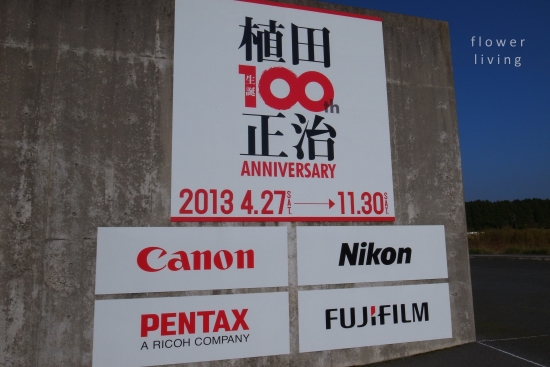 植田
生誕
100th
正治
ANNIVERSARY
2013 4.27 SAT. → 11.30 SAT.
Canon
Nikon
PENTAX
A RICOH COMPANY
FUJIFILM
flower
living